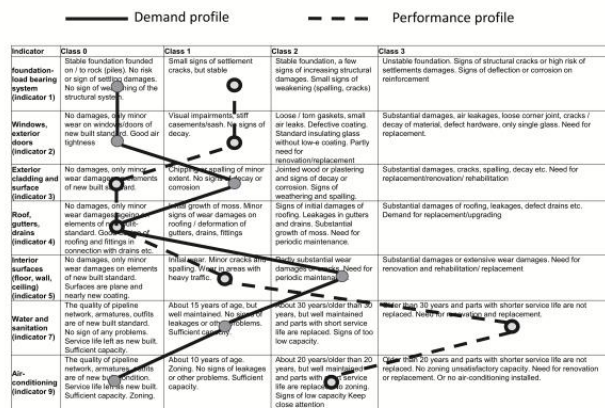 Demand profile
Performance profile
Indicator
Class 0
Class 1
Class 2
Class 3
foundation-
load bearing
system
(indicator 1)
Stable foundation founded
on / to rock (piles). No risk
or sign of settling damages.
No sign of weakening of the
structural system.
Small signs of settlement
cracks, but stable
Stable foundation, a few
signs of increasing structural
damages. Small signs of
weakening (spalling, cracks)
Unstable foundation. Signs of structural cracks or high risk of
settlements damages. Signs of deflection or corrosion on
reinforcement
Windows,
exterior
doors
(indicator 2)
No damages, only minor
wear on windows/doors of
new built standard. Good air
tightness
Visual impairments, stiff
casements/sash. No signs of
decay.
Loose / torn gaskets, small
air leaks. Defective coating.
Standard insulating glass
without low-e coating. Partly
need for
renovation/replacement
Substantial damages, air leakages, loose corner joint, cracks /
decay of material, defect hardware, only single glass. Need for
replacement.
Exterior
cladding and
surface
(indicator 3)
No damages, only minor
wear damages on elements
of new built standard.
Chipping or spalling of minor
extent. No signs of decay or
corrosion
Jointed wood or plastering
and signs of decay or
corrosion. Signs of
weathering and spalling.
Substantial damages, cracks, spalling, decay etc. Need for
replacement/renovation/ rehabilitation
Roof,
gutters,
drains
(indicator 4)
No damages, only minor
wear damages on
elements of new built-
standard. Good of
roofing and fittings in
connection with drains etc.
Initial growth of moss. Minor
signs of wear damages on
roofing / deformation of
gutters, drains, fittings
Signs of initial damages of
roofing. Leakages in gutters
and drains. Substantial
growth of moss. Need for
periodic maintenance.
Substantial damages of roofing, leakages, defect drains etc.
Demand for replacement/upgrading
Interior
surfaces
(floor, wall,
ceiling)
(indicator 5)
No damages, only minor
wear damages on elements
of new built standard.
Surfaces are plane and
nearly new coating.
Initial wear. Minor cracks and
spalling. Wear in areas with
heavy traffic.
Partly substantial wear
damages or cracks. Need for
periodic maintenance
Substantial damages or extensive wear damages. Need for
renovation and rehabilitation/ replacement
Water and
sanitation
(indicator 7)
The quality of pipeline
network, armatures, outfits
are of new built standard.
No sign of any problems.
Service life left as new built.
Sufficient capacity.
About 15 years of age, but
well maintained. No signs of
leakages or problems.
Sufficient capacity.
About 30 years/older than 30
years, but well maintained
and parts with short service
life are replaced. Signs of too
low capacity.
Older than 30 years and parts with shorter service life are not
replaced. Need for renovation and replacement.
Air-
conditioning
(indicator 9)
The quality of pipeline
network, armatures, outfits
are of new built condition.
Service life left as new built.
Sufficient capacity. Zoning.
About 10 years of age.
Zoning. No signs of leakages
or other problems. Sufficient
capacity.
About 20 years/older than 20
years, but well maintained
and parts with short service
life are replaced. No zoning.
Signs of low capacity Keep
close attention
Older than 20 years and parts with shorter service life are not
replaced. No zoning unsatisfactory capacity. Need for renovation
or replacement. Or no air-conditioning installed.